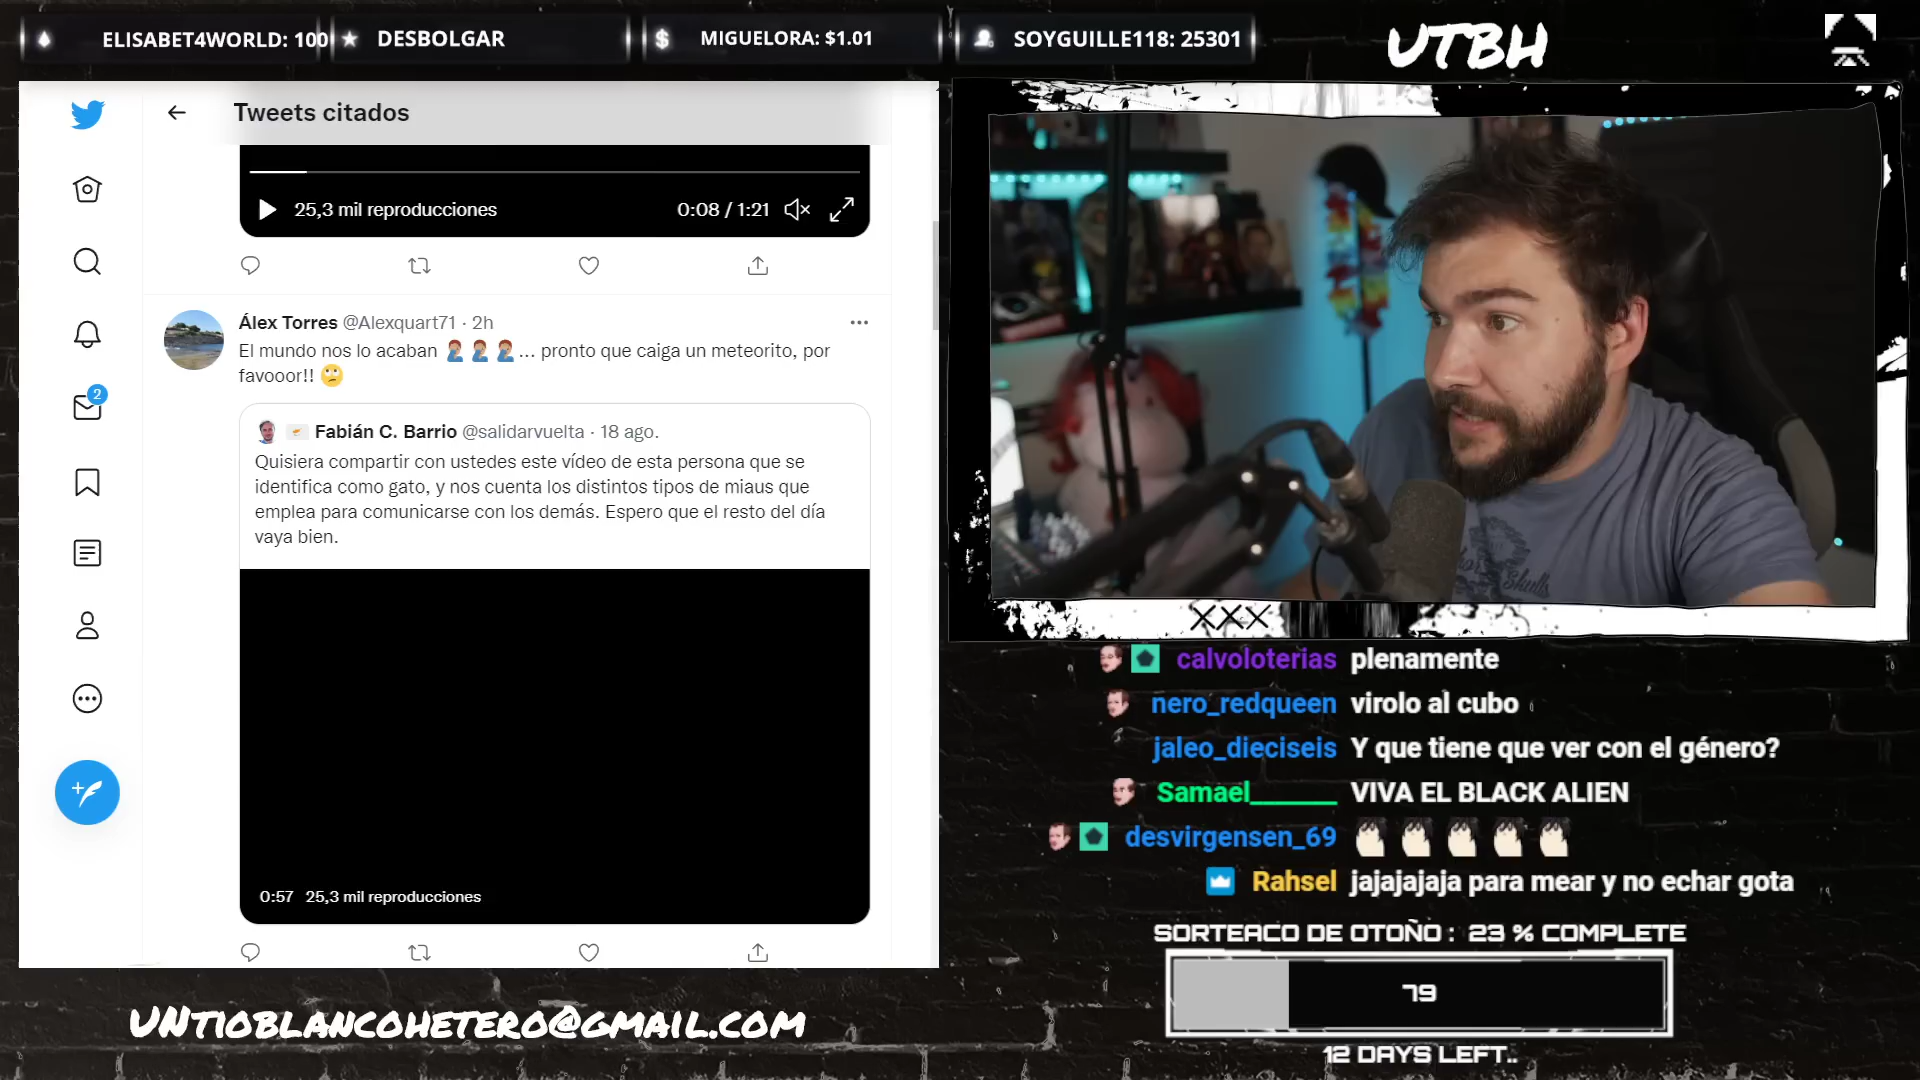 ELISABET4WORLD: 100
DESBOLGAR
MIGUELORA: $1.01
SOYGUILLE118: 25301
UTBH
Tweets citados
25,3 mil reproducciones
0:08 / 1:21
Álex Torres @Alexquart71 · 2h
El mundo nos lo acaban 🤦🏽‍♂️🤦🏽‍♂️🤦🏽‍♂️... pronto que caiga un meteorito, por
favooor!! 🙄
2
Fabián C. Barrio @salidarvuelta · 18 ago.
Quisiera compartir con ustedes este vídeo de esta persona que se
identifica como gato, y nos cuenta los distintos tipos de miaus que
emplea para comunicarse con los demás. Espero que el resto del día
vaya bien.
0:57 25,3 mil reproducciones
XXX
calvoloterias plenamente
nero_redqueen virolo al cubo
jaleo_dieciseis Y que tiene que ver con el género?
Samael______ VIVA EL BLACK ALIEN
desvirgensen_69
Rahsel jajajajaja para mear y no echar gota
SORTEACO DE OTOÑO : 23 % COMPLETE
79
12 DAYS LEFT..
UNTIOBLANCOHETERO@GMAIL.COM